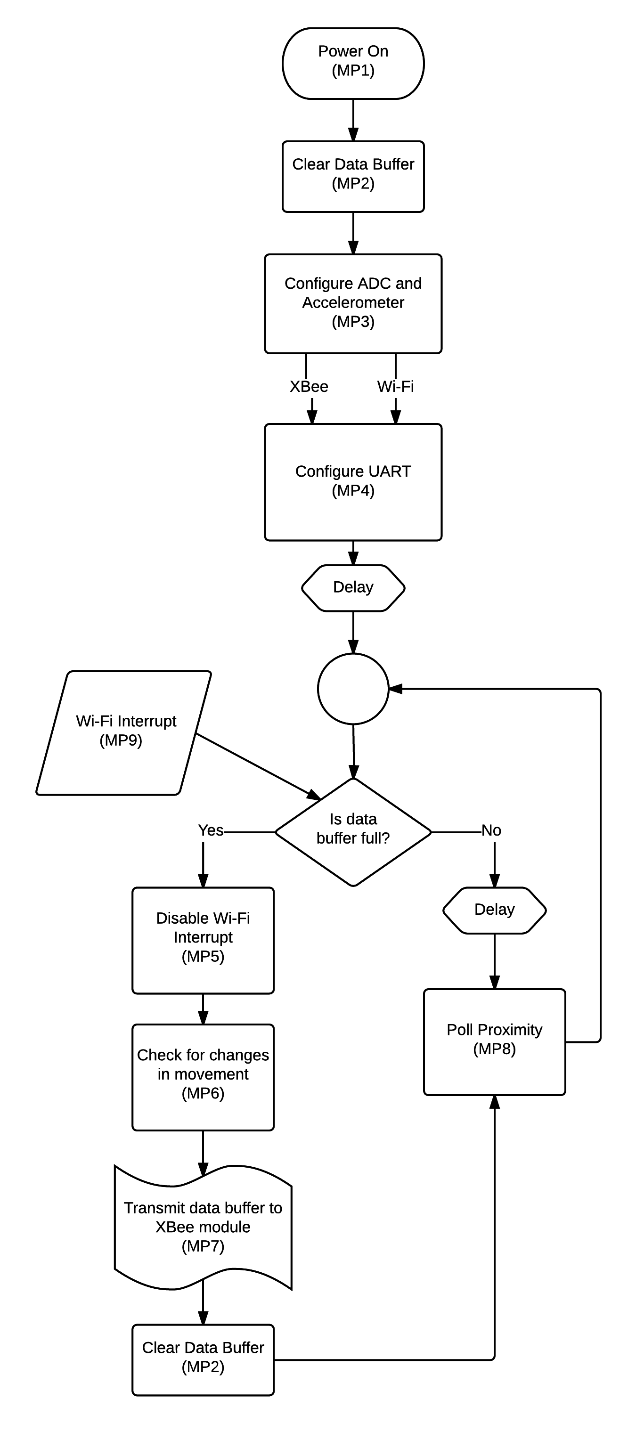 Power On
(MP1)
Clear Data Buffer
(MP2)
Configure ADC and
Accelerometer
(MP3)
XBee
Wi-Fi
Configure UART
(MP4)
Delay
Wi-Fi Interrupt
(MP9)
Is data
buffer full?
Yes
No
Disable Wi-Fi
Interrupt
(MP5)
Delay
Check for changes
in movement
(MP6)
Poll Proximity
(MP8)
Transmit data buffer to
XBee module
(MP7)
Clear Data Buffer
(MP2)